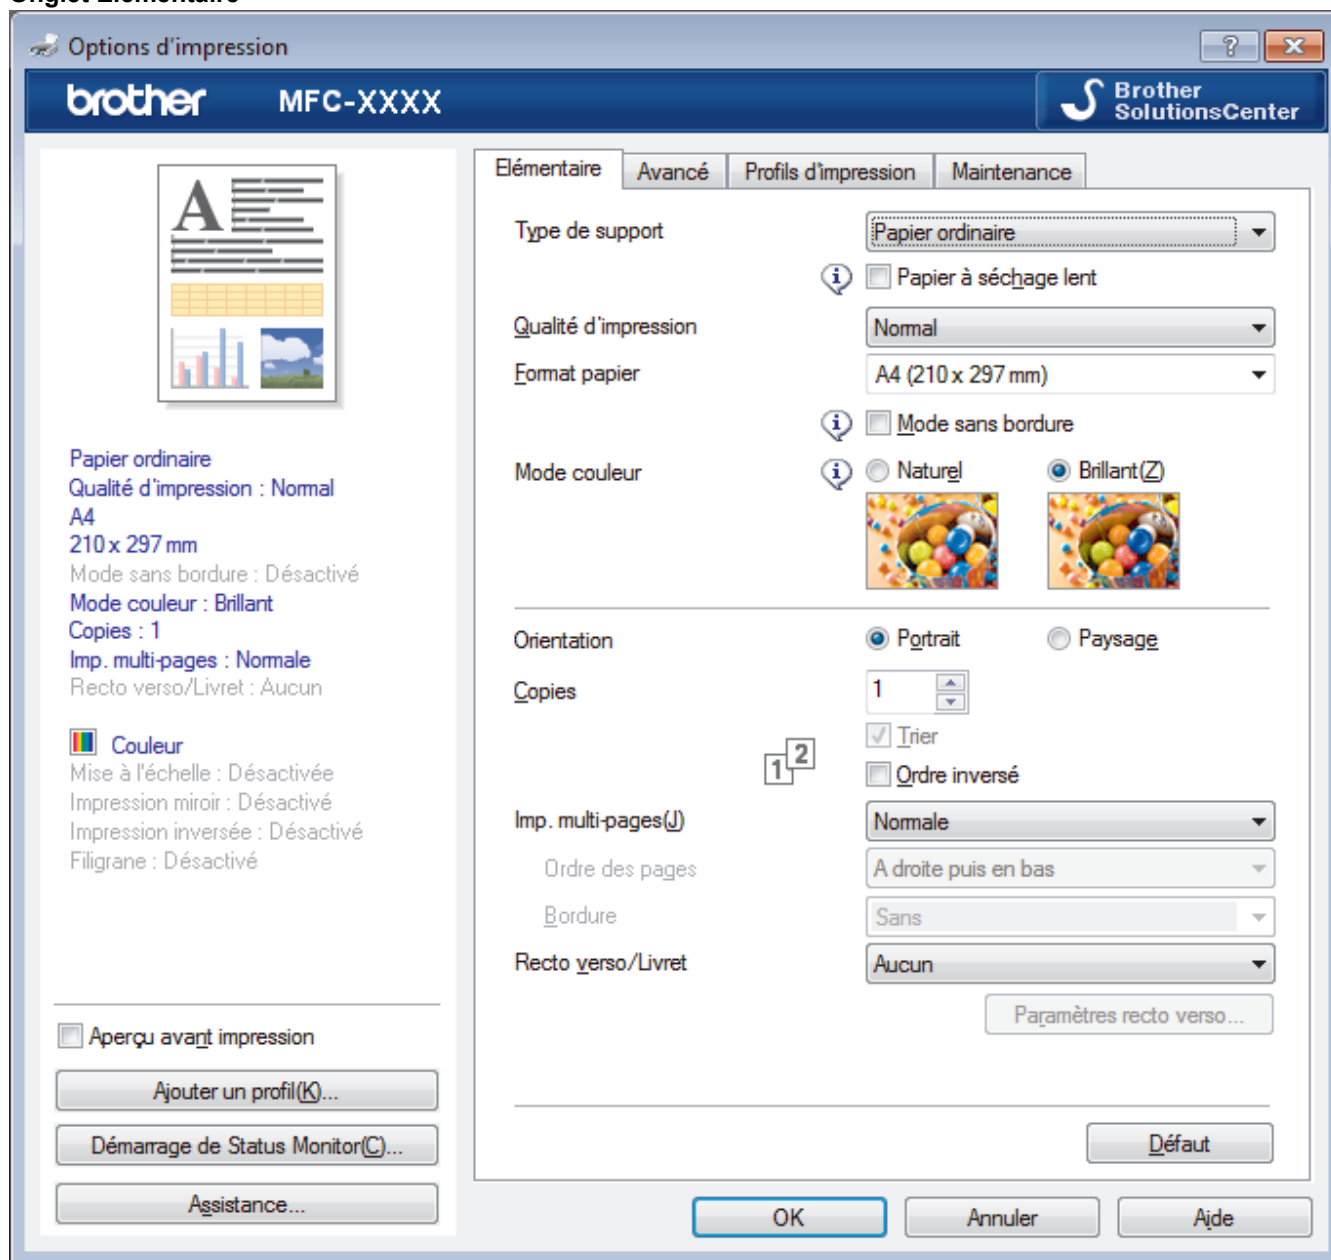 Onglet Elémentaire
Options d'impression
brother MFC-XXXX
Brother
SolutionsCenter
A
Papier ordinaire
Qualité d'impression : Normal
A4
210 x 297 mm
Mode sans bordure : Désactivé
Mode couleur : Brillant
Copies : 1
Imp. multi-pages : Normale
Recto verso/Livret : Aucun
Couleur
Mise à l'échelle : Désactivée
Impression miroir : Désactivé
Impression inversée : Désactivé
Filigrane : Désactivé
Aperçu avant impression
Ajouter un profil(K)...
Démarrage de Status Monitor(C)...
Assistance...
Elémentaire Avancé Profils d'impression Maintenance
Type de support Papier ordinaire
Papier à séchage lent
Qualité d'impression Normal
Format papier A4 (210 x 297 mm)
Mode sans bordure
Mode couleur Naturel Brillant(Z)
Orientation Portrait Paysage
Copies 1
Trier
12
Ordre inversé
Imp. multi-pages(J) Normale
Ordre des pages A droite puis en bas
Bordure Sans
Recto verso/Livret Aucun
Paramètres recto verso...
Défaut
OK Annuler Aide